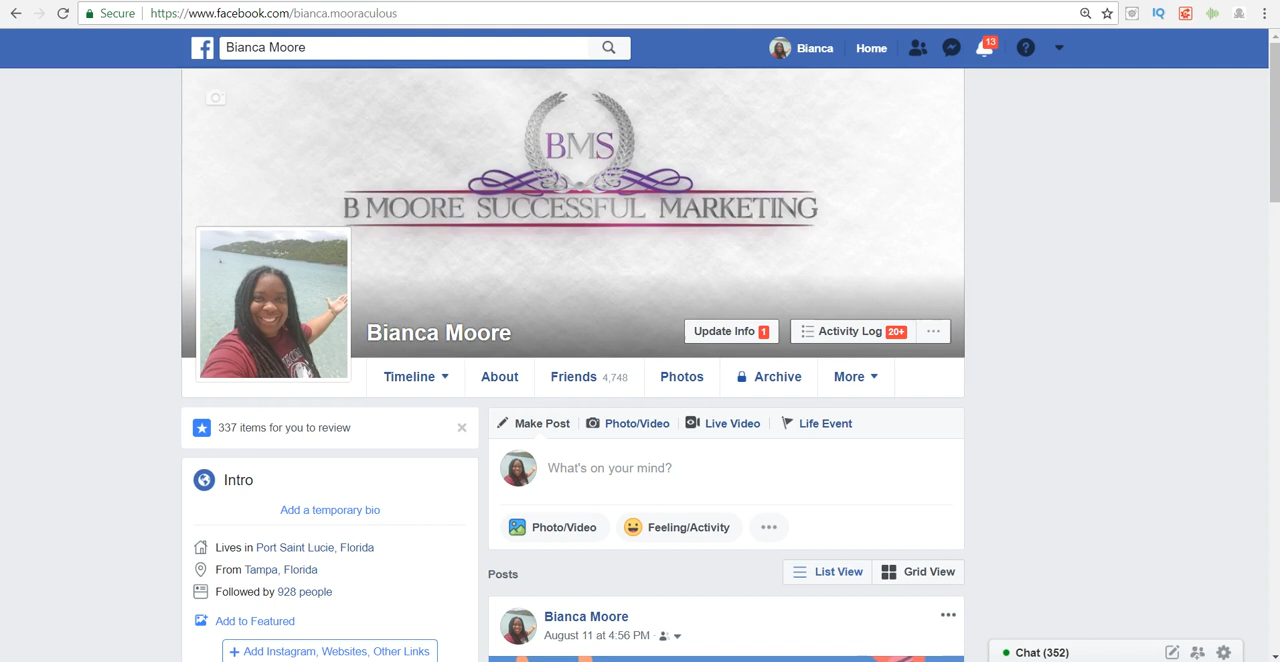 Secure https://www.facebook.com/bianca.mooraculous
IQ
Bianca Moore
Bianca Home 13
BMS
B MOORE SUCCESSFUL MARKETING
Bianca Moore
Update Info 1
Activity Log 20+
Timeline About Friends 4,748 Photos Archive More
337 items for you to review
Make Post Photo/Video Live Video Life Event
What's on your mind?
Intro
Add a temporary bio
Photo/Video Feeling/Activity
Lives in Port Saint Lucie, Florida
From Tampa, Florida
Followed by 928 people
Add to Featured
+ Add Instagram, Websites, Other Links
Posts
List View Grid View
Bianca Moore
August 11 at 4:56 PM ·
Chat (352)